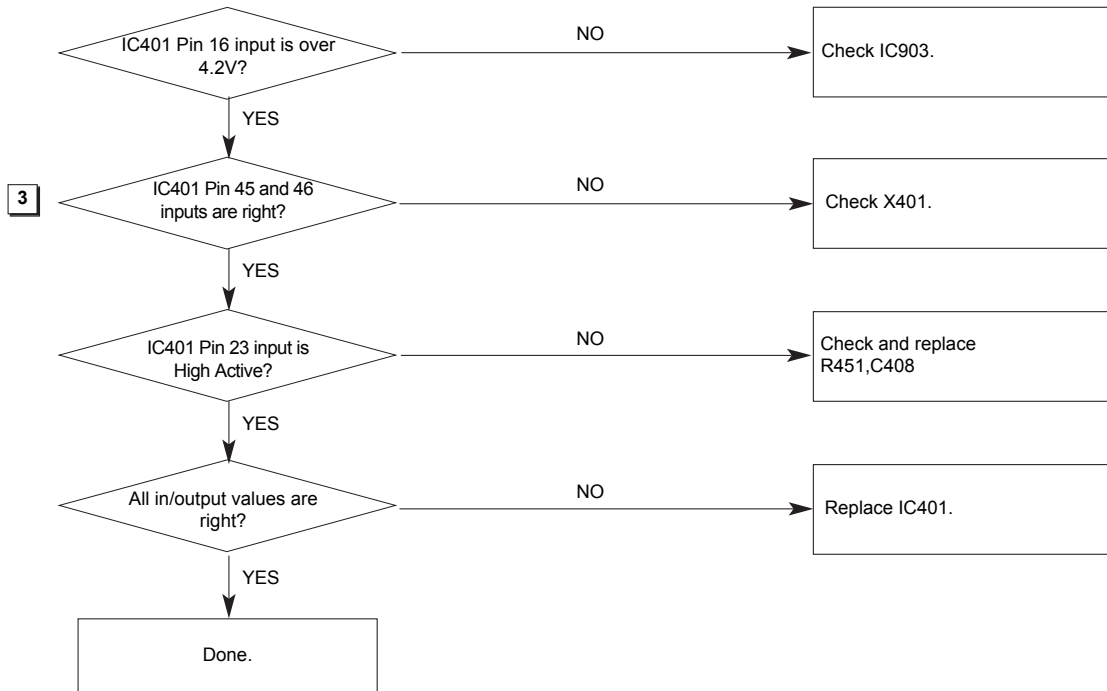 IC401 Pin 16 input is over
4.2V?
NO
Check IC903.
YES
3
IC401 Pin 45 and 46
inputs are right?
NO
Check X401.
YES
IC401 Pin 23 input is
High Active?
NO
Check and replace
R451,C408
YES
All in/output values are
right?
NO
Replace IC401.
YES
Done.